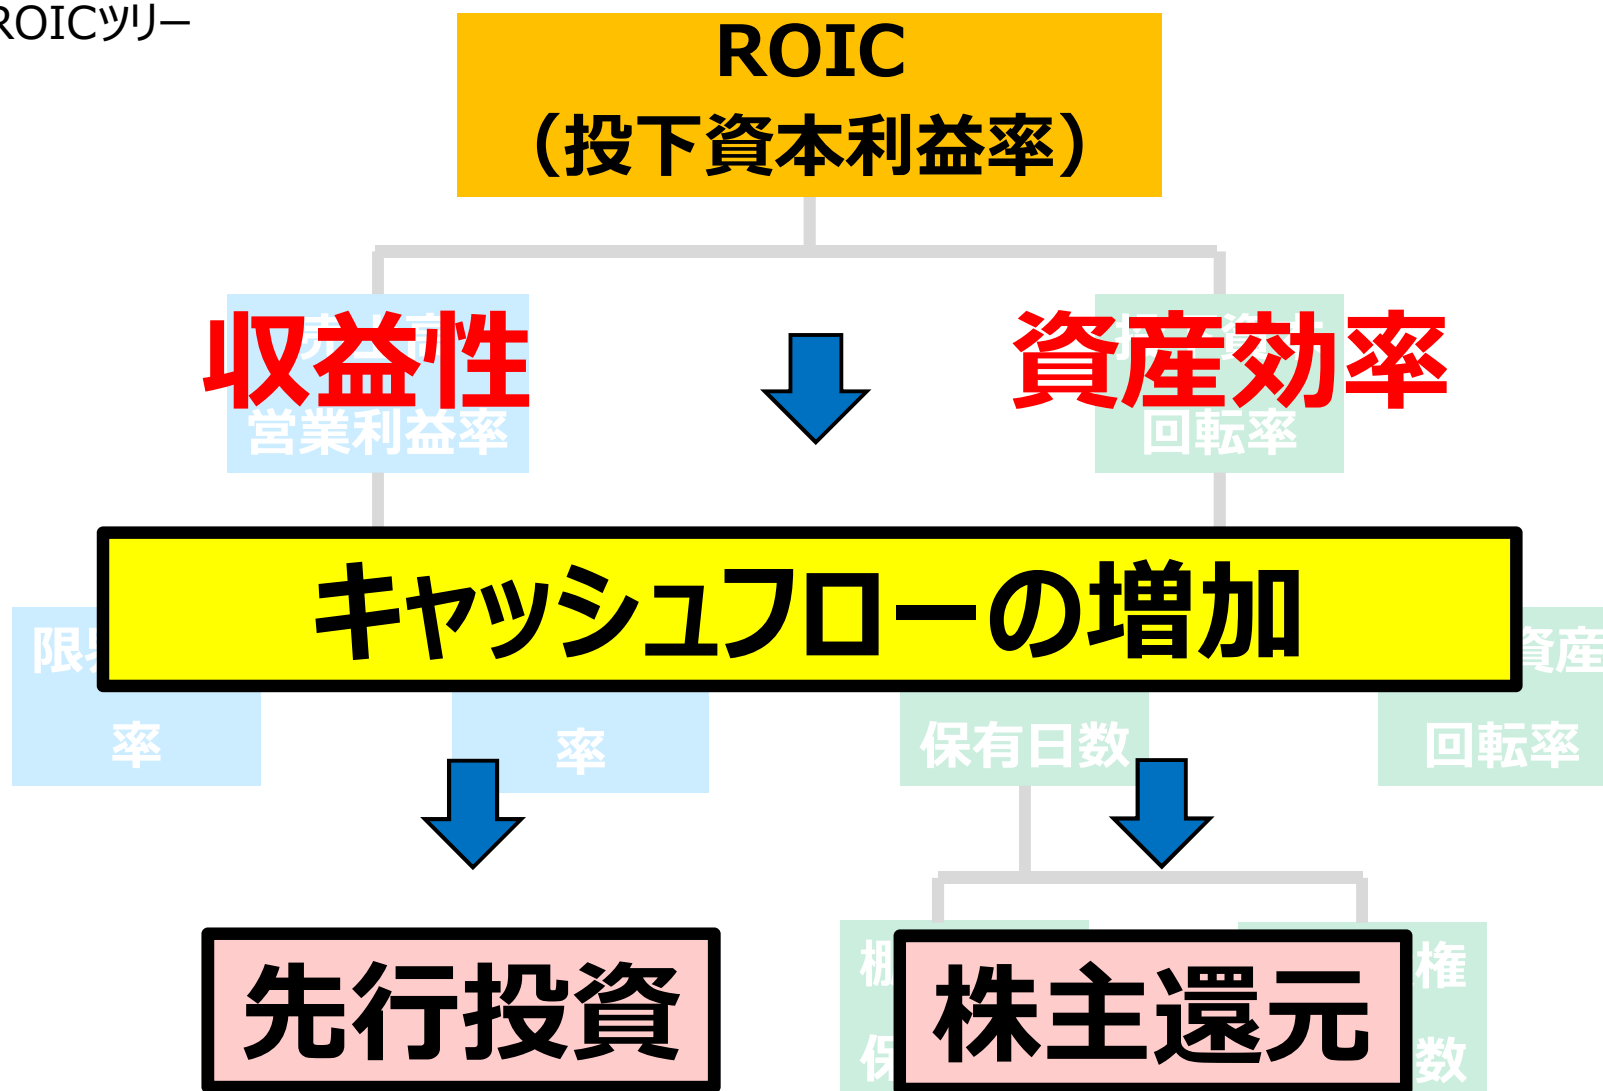 ROICツリー
ROIC
（投下資本利益率）
収益性
資産効率
営業利益率
回転率
キャッシュフローの増加
資産
率
率
保有日数
回転率
先行投資
株主還元
権
数